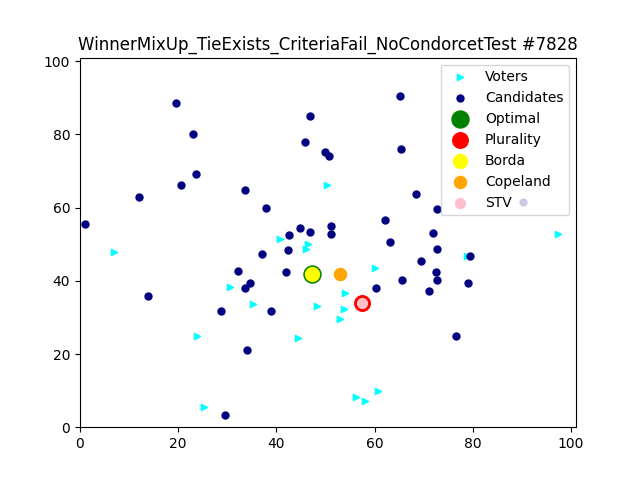 WinnerMixUp_TieExists_CriteriaFail_NoCondorcetTest #7828
100
80
60
40
20
0
0 20 40 60 80 100
Voters
Candidates
Optimal
Plurality
Borda
Copeland
STV